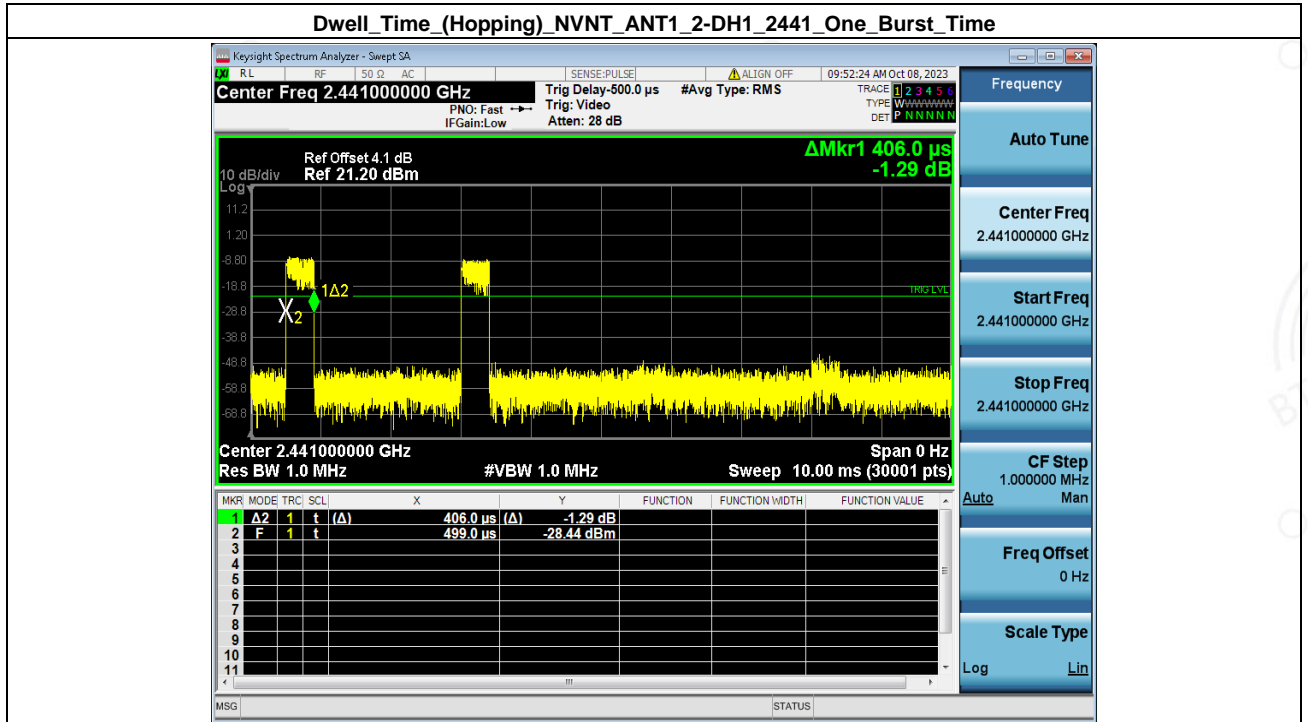 Dwell_Time_(Hopping)_NVNT_ANT1_2-DH1_2441_One_Burst_Time
Keysight Spectrum Analyzer - Swept SA
LXI RL RF 50 Ω AC SENSE:PULSE ALIGN OFF 09:52:24 AM Oct 08, 2023
Center Freq 2.441000000 GHz Trig Delay-500.0 µs #Avg Type: RMS TRACE 1 2 3 4 5 6
PNO: Fast Trig: Video TYPE WWWWWW
IFGain:Low Atten: 28 dB DET P NNNNN
ΔMkr1 406.0 µs
-1.29 dB
Ref Offset 4.1 dB
10 dB/div Ref 21.20 dBm
Log
11.2
1.20
-8.80
-18.8
-28.8
-38.8
-48.8
-58.8
-68.8
1Δ2
X2
TRIG LVL
Center 2.441000000 GHz Span 0 Hz
Res BW 1.0 MHz #VBW 1.0 MHz Sweep 10.00 ms (30001 pts)
MKR MODE TRC SCL X Y FUNCTION FUNCTION WIDTH FUNCTION VALUE
1 Δ2 1 t (Δ) 406.0 µs (Δ) -1.29 dB
2 F 1 t 499.0 µs -28.44 dBm
3
4
5
6
7
8
9
10
11
MSG STATUS
Frequency
Auto Tune
Center Freq
2.441000000 GHz
Start Freq
2.441000000 GHz
Stop Freq
2.441000000 GHz
CF Step
1.000000 MHz
Auto Man
Freq Offset
0 Hz
Scale Type
Log Lin